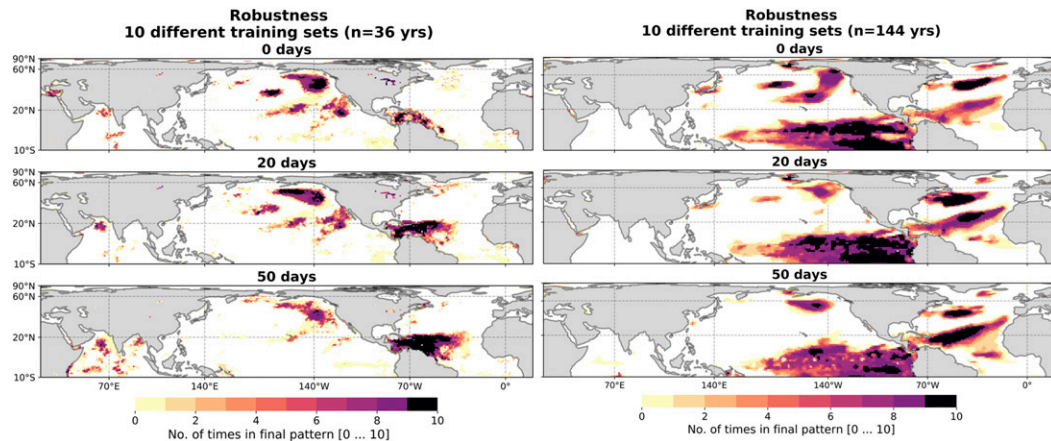 Robustness
10 different training sets (n=36 yrs)
0 days
90°N
60°N
20°N
10°S
20 days
90°N
60°N
20°N
10°S
50 days
90°N
60°N
20°N
10°S
70°E 140°E 140°W 70°W 0°
0 2 4 6 8 10
No. of times in final pattern [0 ... 10]
Robustness
10 different training sets (n=144 yrs)
0 days
20 days
50 days
70°E 140°E 140°W 70°W 0°
0 2 4 6 8 10
No. of times in final pattern [0 ... 10]